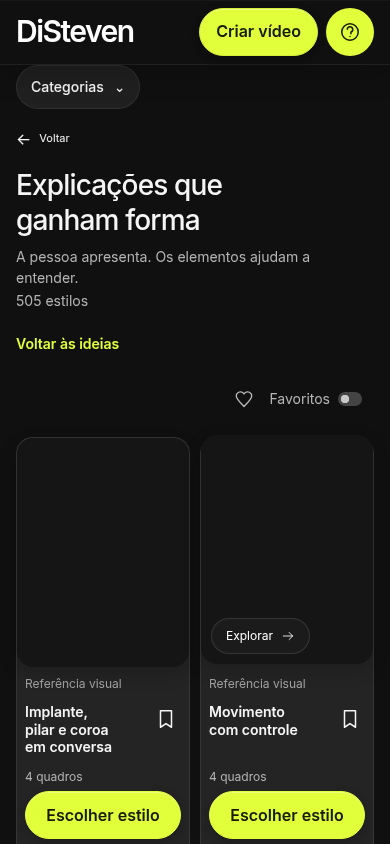 DiSteven
Criar vídeo
Categorias
Voltar
Explicações que
ganham forma
A pessoa apresenta. Os elementos ajudam a
entender.
505 estilos
Voltar às ideias
Favoritos
Explorar
Referência visual
Implante,
pilar e coroa
em conversa
4 quadros
Escolher estilo
Referência visual
Movimento
com controle
4 quadros
Escolher estilo